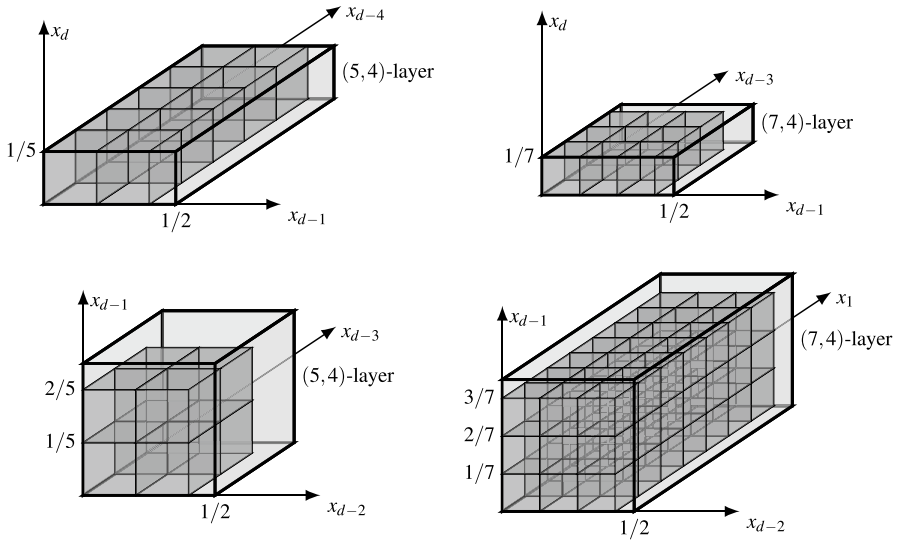 x_d
x_{d−4}
(5,4)-layer
1/5
1/2
x_{d−1}
x_d
x_{d−3}
(7,4)-layer
1/7
1/2
x_{d−1}
x_{d−1}
x_{d−3}
(5,4)-layer
2/5
1/5
1/2
x_{d−2}
x_{d−1}
x_1
(7,4)-layer
3/7
2/7
1/7
1/2
x_{d−2}